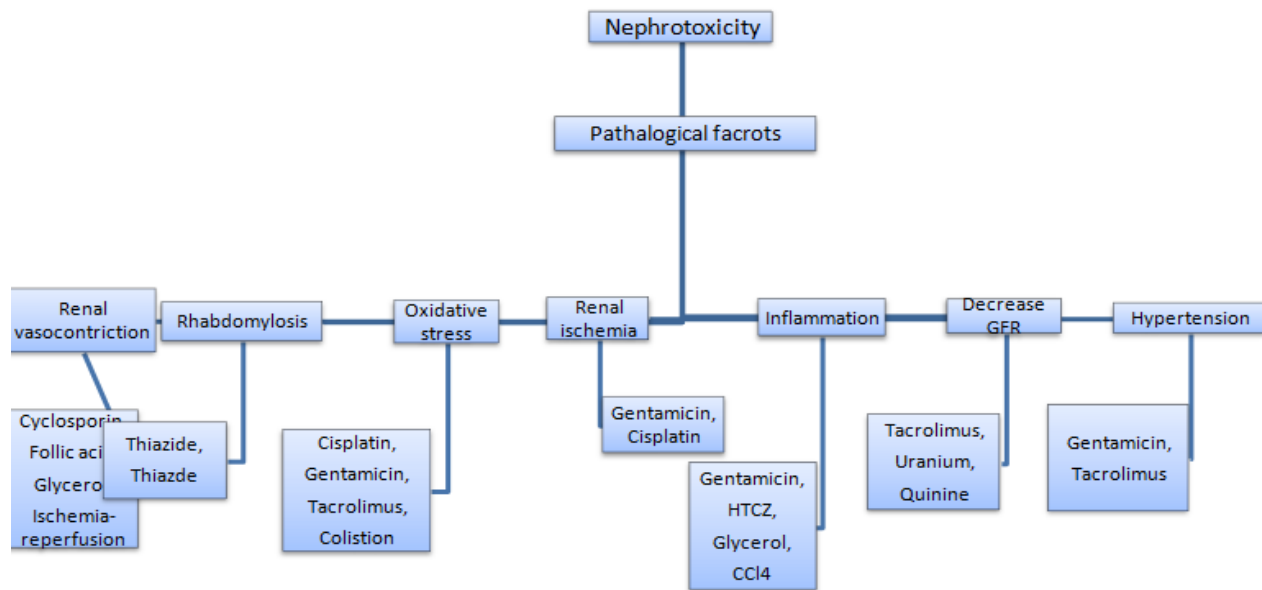 Nephrotoxicity
Pathalogical facrots
Renal
vasocontriction
Rhabdomylosis
Oxidative
stress
Renal
ischemia
Inflammation
Decrease
GFR
Hypertension
Cyclosporin,
Follic
Glycero
Ischemia-
reperfusion
Thiazide,
Thiazde
Cisplatin,
Gentamicin,
Tacrolimus,
Colistion
Gentamicin,
Cisplatin
Gentamicin,
HTCZ,
Glycerol,
CCl4
Tacrolimus,
Uranium,
Quinine
Gentamicin,
Tacrolimus